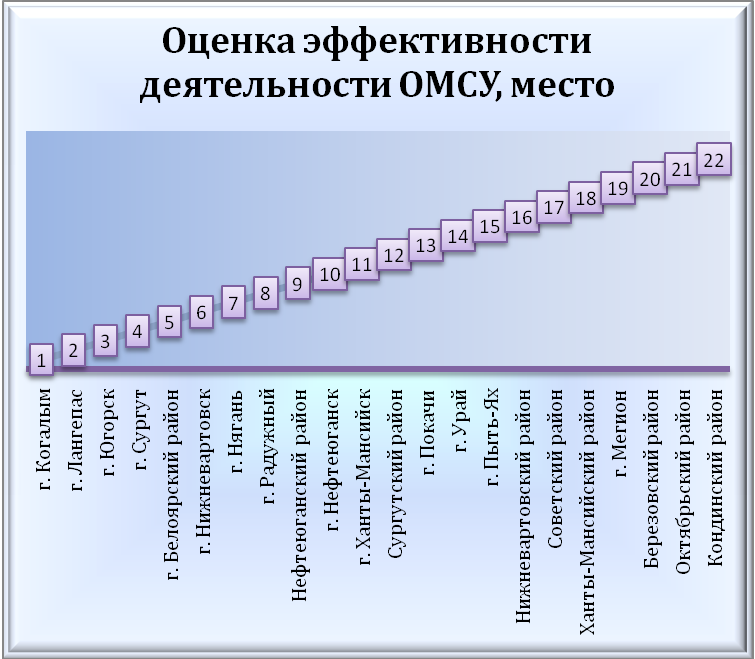 Оценка эффективности
деятельности ОМСУ, место
1
2
3
4
5
6
7
8
9
10
11
12
13
14
15
16
17
18
19
20
21
22
г. Когалым
г. Лангепас
г. Югорск
г. Сургут
г. Белоярский район
г. Нижневартовск
г. Нягань
г. Радужный
Нефтеюганский район
г. Нефтеюганск
г. Ханты-Мансийск
Сургутский район
г. Покачи
г. Урай
г. Пыть-Ях
Нижневартовский район
Советский район
Ханты-Мансийский район
г. Мегион
Березовский район
Октябрьский район
Кондинский район